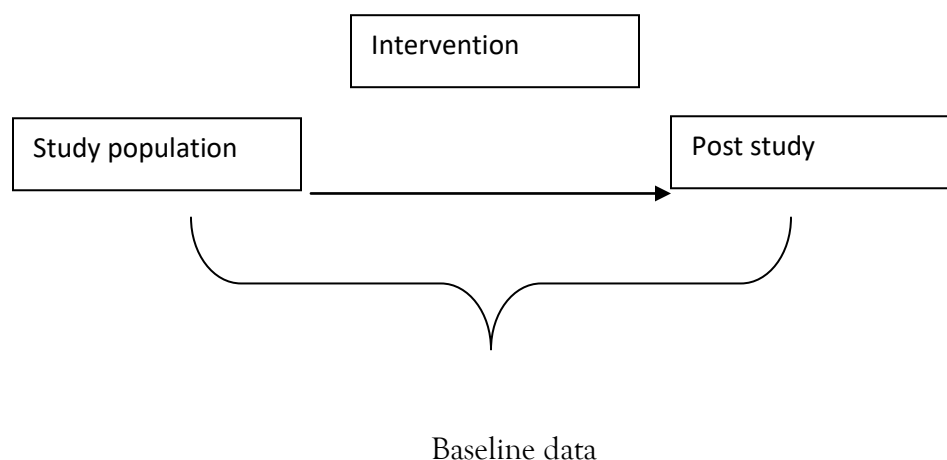 Intervention
Study population
Post study
Baseline data